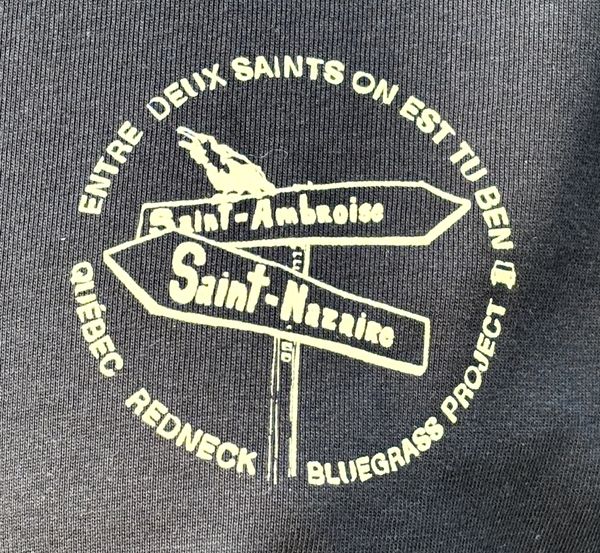 ENTRE DEUX SAINTS ON EST TU BEN
Saint-Ambroise
Saint-Nazaire
QUÉBEC REDNECK BLUEGRASS PROJECT